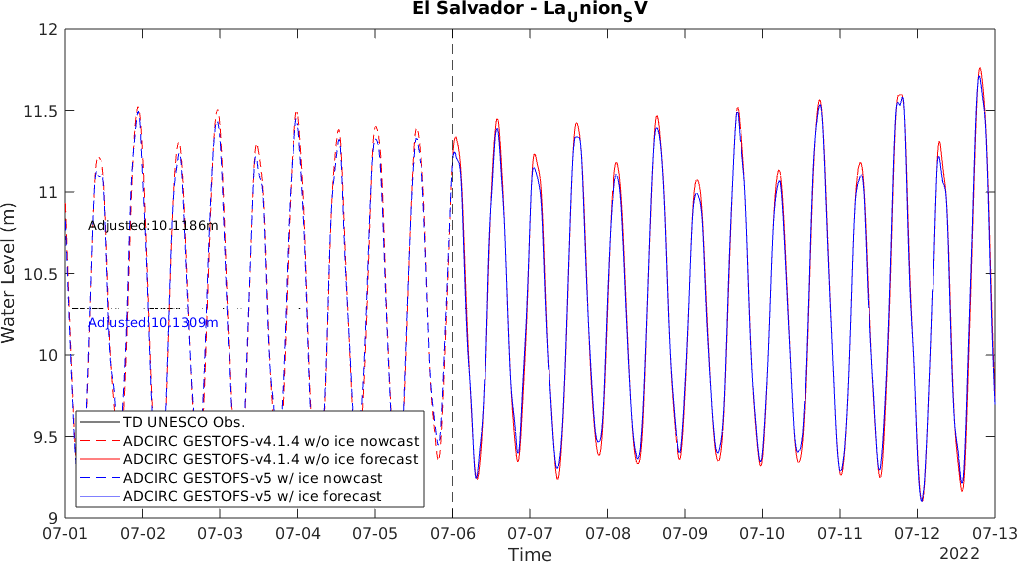 El Salvador - La_Union_SV
12
11.5
11
10.5
10
9.5
9
Water Level (m)
Adjusted:10.1186m
Adjusted:10.1309m
TD UNESCO Obs.
ADCIRC GESTOFS-v4.1.4 w/o ice nowcast
ADCIRC GESTOFS-v4.1.4 w/o ice forecast
ADCIRC GESTOFS-v5 w/ ice nowcast
ADCIRC GESTOFS-v5 w/ ice forecast
07-01 07-02 07-03 07-04 07-05 07-06 07-07 07-08 07-09 07-10 07-11 07-12 07-13
Time
2022